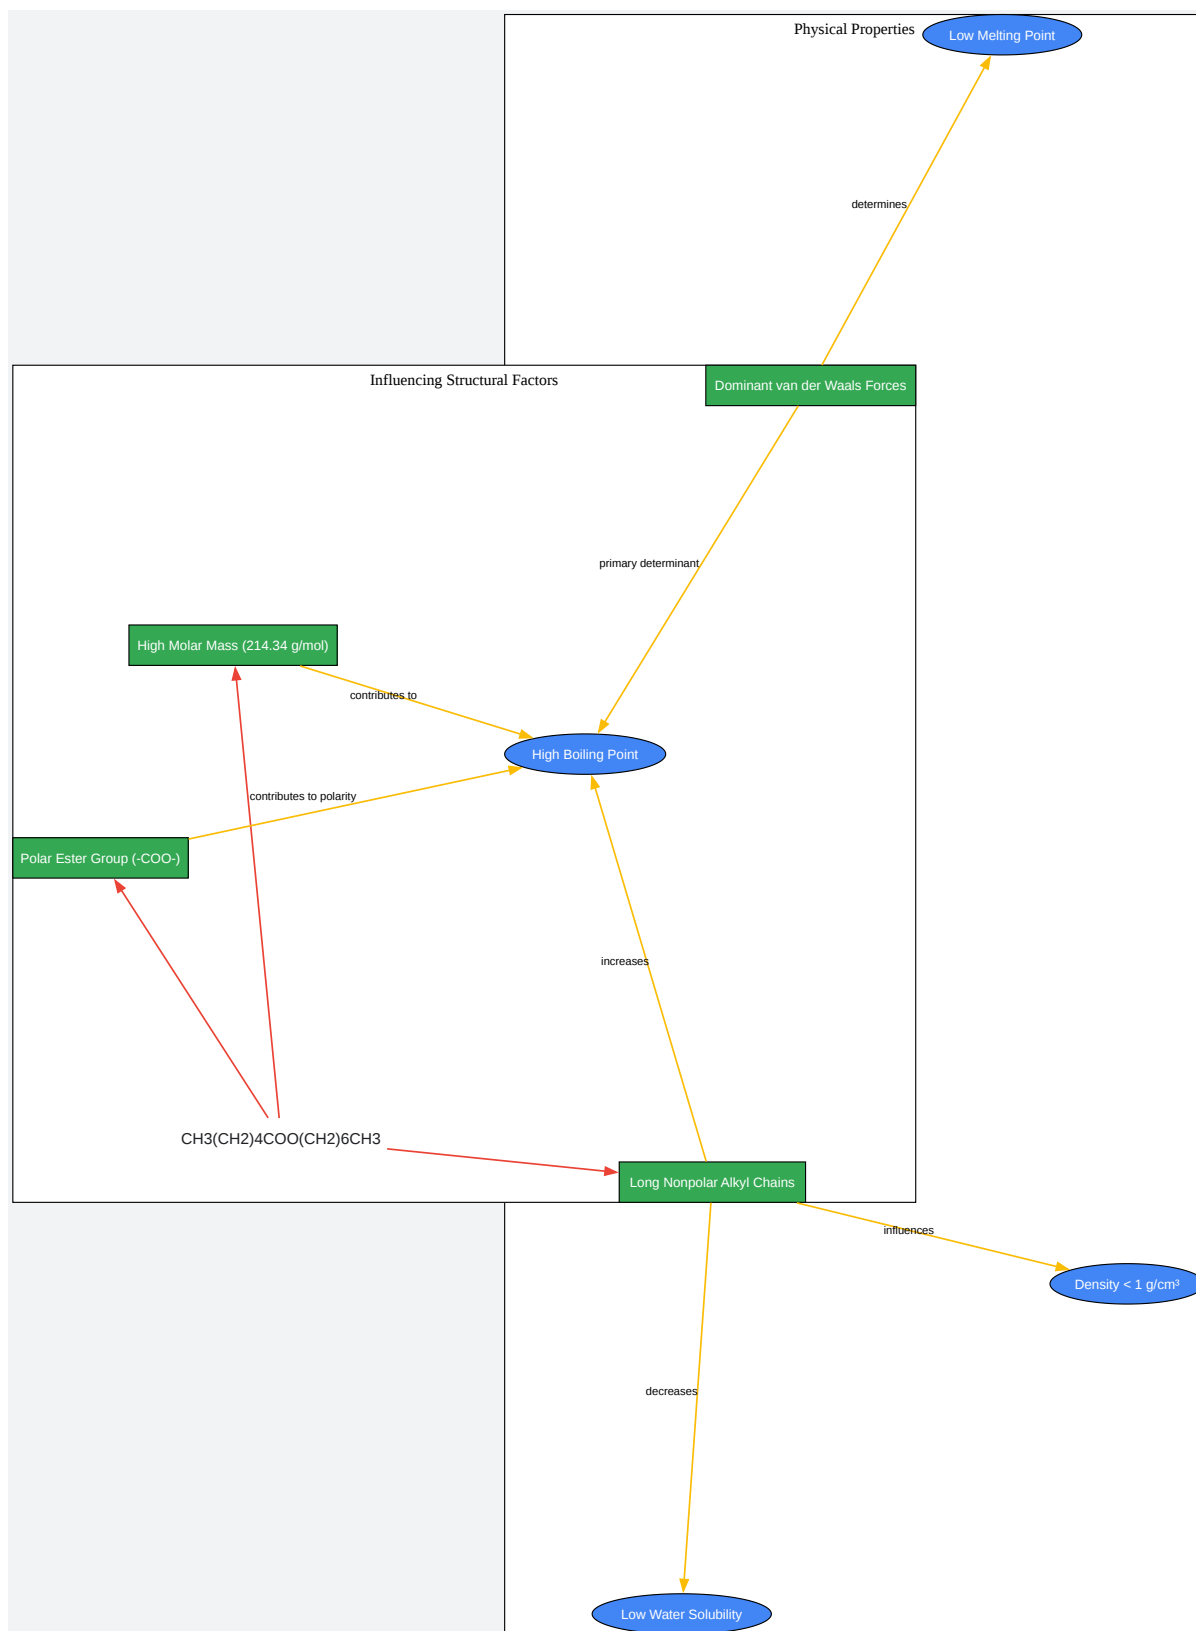 Physical Properties
Low Melting Point
determines
Influencing Structural Factors
Dominant van der Waals Forces
primary determinant
High Molar Mass (214.34 g/mol)
contributes to
High Boiling Point
contributes to polarity
Polar Ester Group (-COO-)
increases
CH3(CH2)4COO(CH2)6CH3
Long Nonpolar Alkyl Chains
influences
Density < 1 g/cm³
decreases
Low Water Solubility